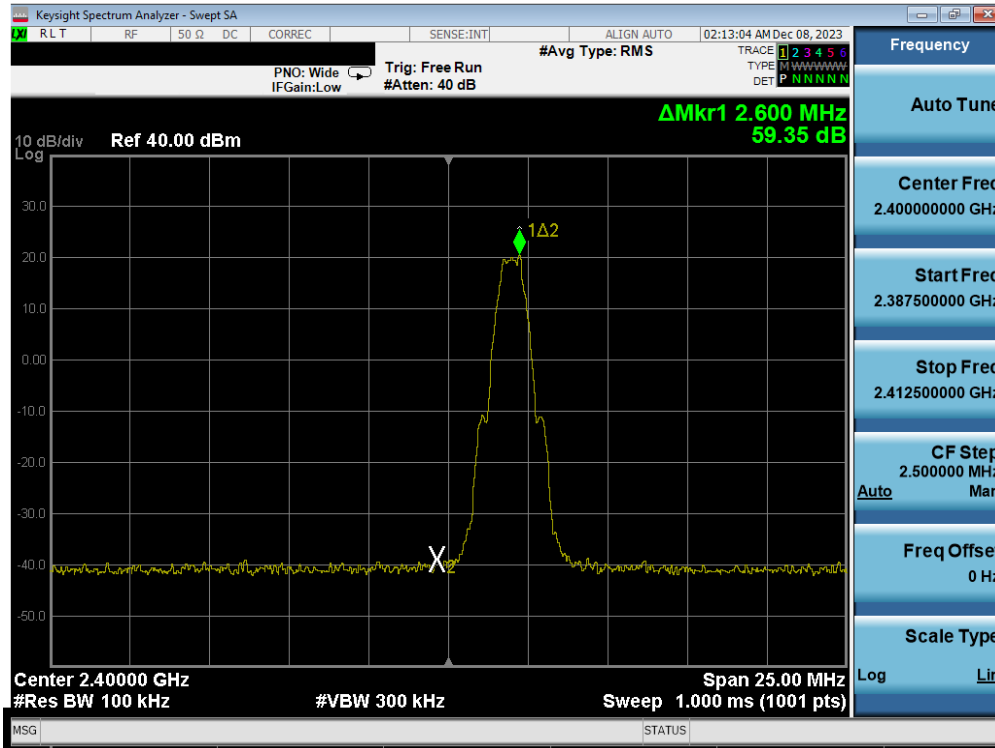 Keysight Spectrum Analyzer - Swept SA
LXI RLT RF 50 Ω DC CORREC SENSE:INT ALIGN AUTO 02:13:04 AM Dec 08, 2023
#Avg Type: RMS TRACE 1 2 3 4 5 6
PNO: Wide Trig: Free Run TYPE M WWWWW
IFGain:Low #Atten: 40 dB DET P N N N N N
ΔMkr1 2.600 MHz
59.35 dB
10 dB/div Ref 40.00 dBm
Log
30.0
1Δ2
20.0
10.0
0.00
-10.0
-20.0
-30.0
X2
-40.0
-50.0
Center 2.40000 GHz Span 25.00 MHz
#Res BW 100 kHz #VBW 300 kHz Sweep 1.000 ms (1001 pts)
MSG STATUS
Frequency
Auto Tune
Center Freq
2.400000000 GHz
Start Freq
2.387500000 GHz
Stop Freq
2.412500000 GHz
CF Step
2.500000 MHz
Auto Man
Freq Offset
0 Hz
Scale Type
Log Lin